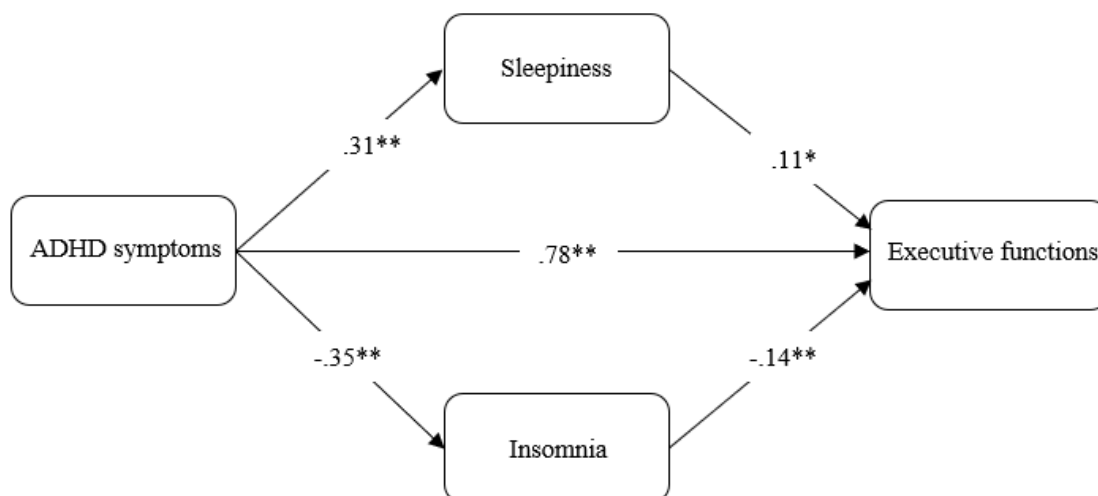 Sleepiness
.31**
.11*
ADHD symptoms
.78**
Executive functions
-.35**
-.14**
Insomnia